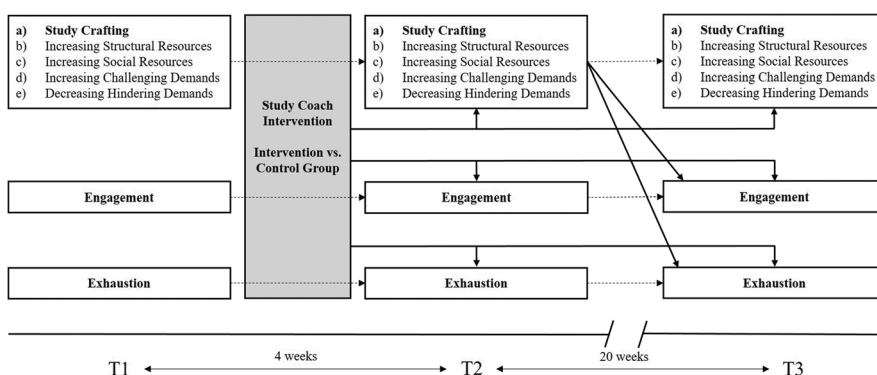 a) Study Crafting
b) Increasing Structural Resources
c) Increasing Social Resources
d) Increasing Challenging Demands
e) Decreasing Hindering Demands
Study Coach
Intervention
Intervention vs.
Control Group
a) Study Crafting
b) Increasing Structural Resources
c) Increasing Social Resources
d) Increasing Challenging Demands
e) Decreasing Hindering Demands
a) Study Crafting
b) Increasing Structural Resources
c) Increasing Social Resources
d) Increasing Challenging Demands
e) Decreasing Hindering Demands
Engagement
Engagement
Engagement
Exhaustion
Exhaustion
Exhaustion
T1
4 weeks
T2
20 weeks
T3